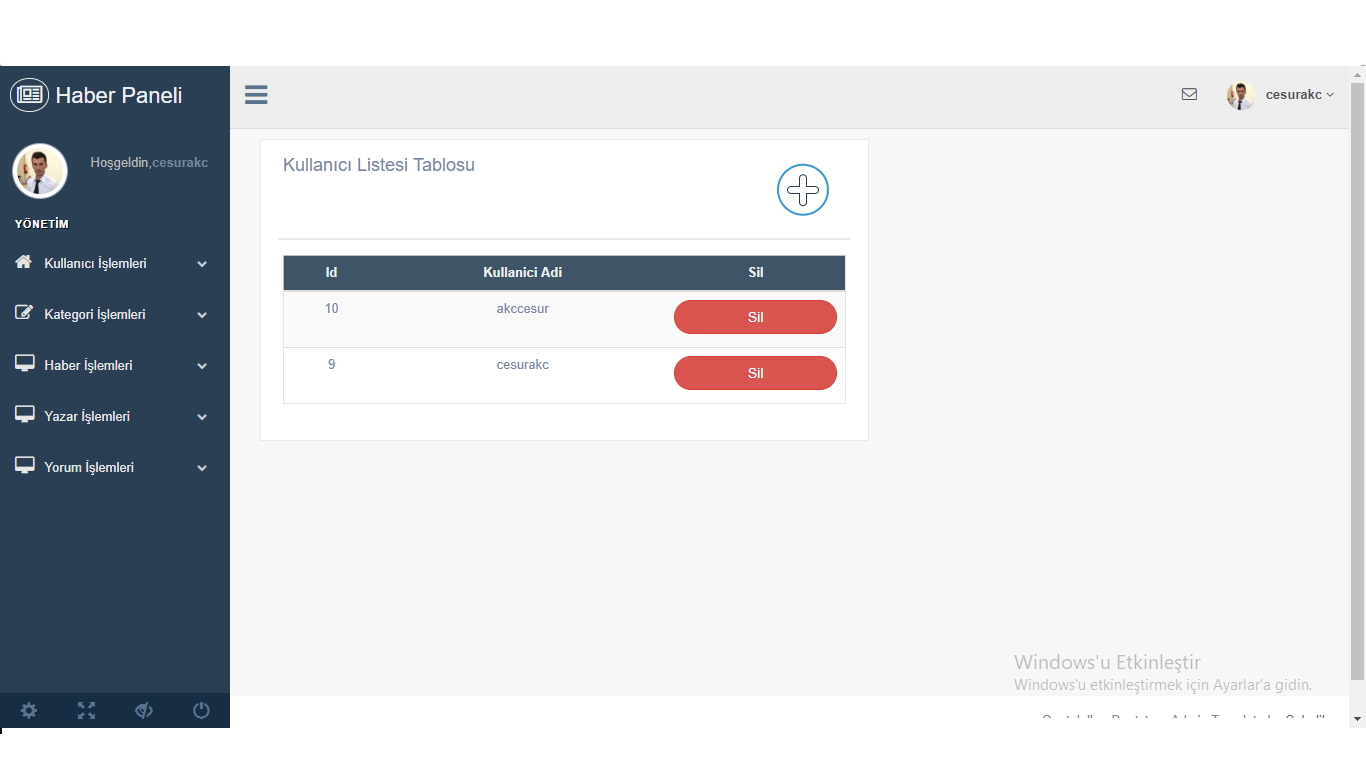 Haber Paneli
cesurakc
Hoşgeldin,cesurakc
YÖNETİM
Kullanıcı İşlemleri
Kategori İşlemleri
Haber İşlemleri
Yazar İşlemleri
Yorum İşlemleri
Kullanıcı Listesi Tablosu
Id Kullanici Adi Sil
10 akccesur Sil
9 cesurakc Sil
Windows'u Etkinleştir
Windows'u etkinleştirmek için Ayarlar'a gidin.